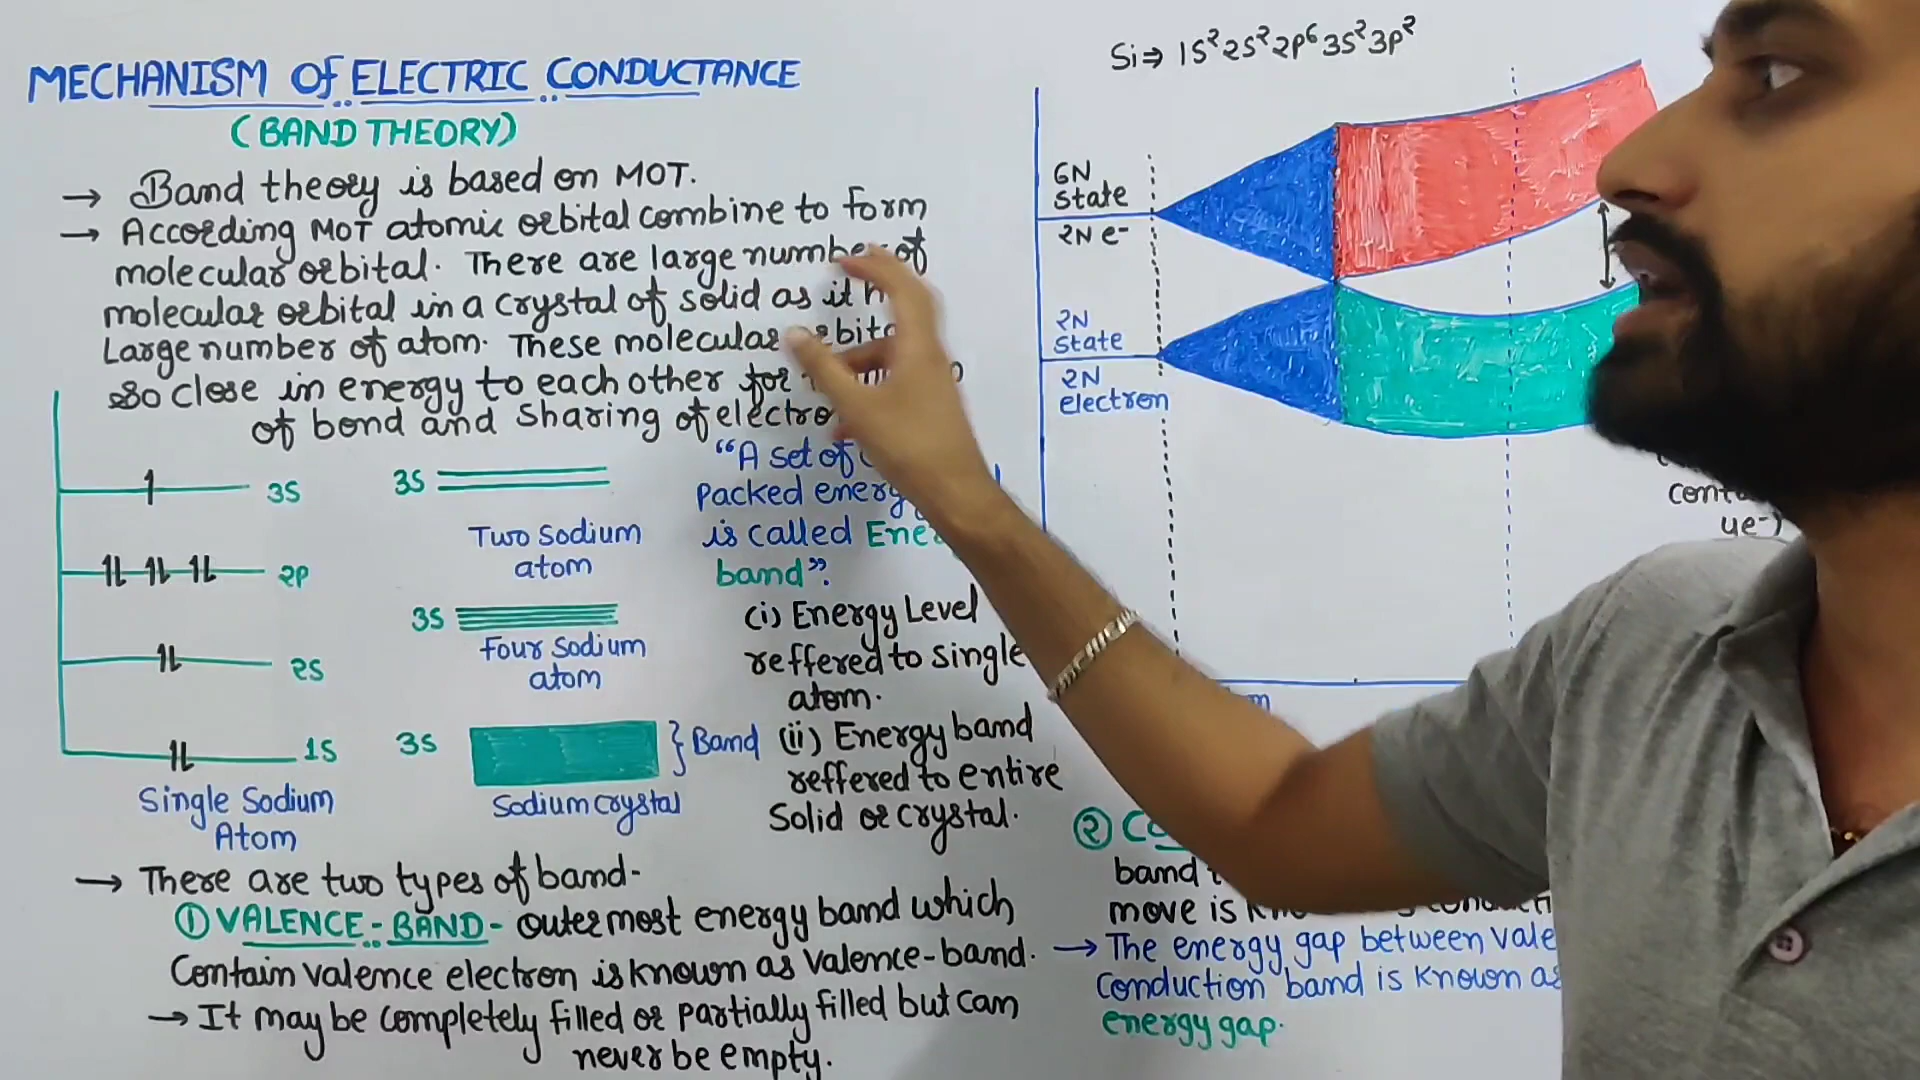 MECHANISM Of ELECTRIC CONDUCTANCE
(BAND THEORY)
→ Band theory is based on MOT.
→ According MOT atomic orbital combine to form
molecular orbital. There are large number of
molecular orbital in a crystal of solid as it
Large number of atom. These molecular
so close in energy to each other for
of bond and sharing of
3S
2P
2S
1S
Single Sodium
Atom
3S
Two Sodium
atom
3S
four sodium
atom
3S
} Band
Sodium crystal
"A set of
packed energy
is called
band".
(i) Energy Level
reffered to single
atom.
(ii) Energy band
reffered to entire
Solid or crystal.
→ There are two types of band-
① VALENCE-BAND- outermost energy band which
Contain valence electron is known as valence-band.
→ It may be completely filled or partially filled but can
never be empty.
Si⇒ 1S²2S²2P⁶3S²3P²
6N
state
2N e-
2N
state
2N
electron
4e-)
②
band
move is
→ The energy gap between
conduction band is known as
energy gap.